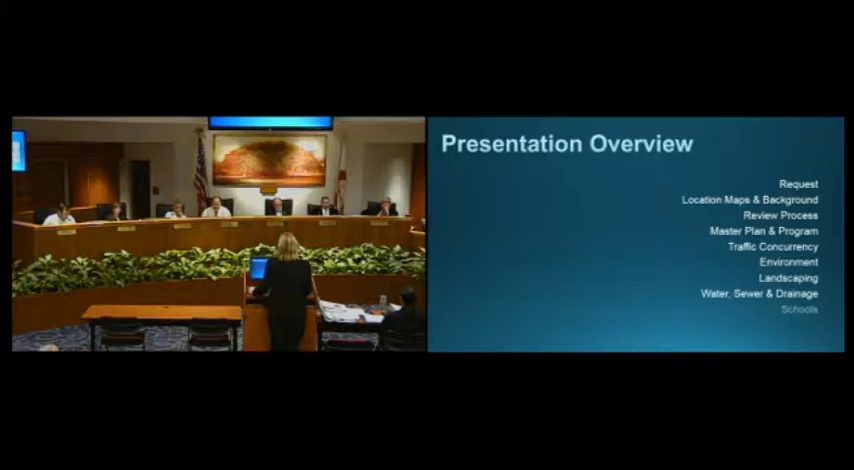 Presentation Overview
Request
Location Maps & Background
Review Process
Master Plan & Program
Traffic Concurrency
Environment
Landscaping
Water, Sewer & Drainage
Schools